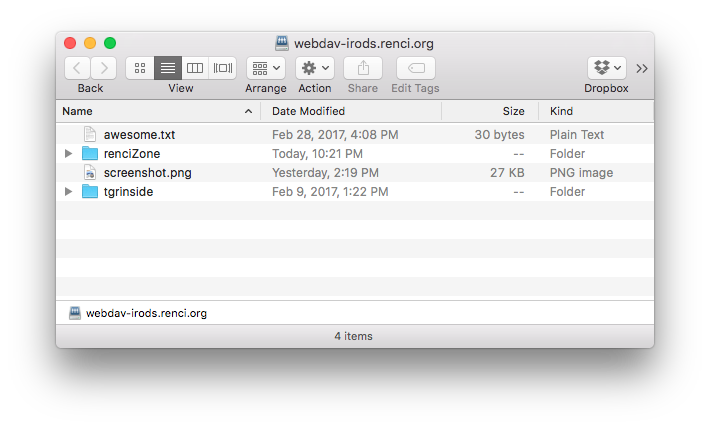 webdav-irods.renci.org
Back View Arrange Action Share Edit Tags Dropbox
Name Date Modified Size Kind
awesome.txt Feb 28, 2017, 4:08 PM 30 bytes Plain Text
renciZone Today, 10:21 PM -- Folder
screenshot.png Yesterday, 2:19 PM 27 KB PNG image
tgrinside Feb 9, 2017, 1:22 PM -- Folder
webdav-irods.renci.org
4 items